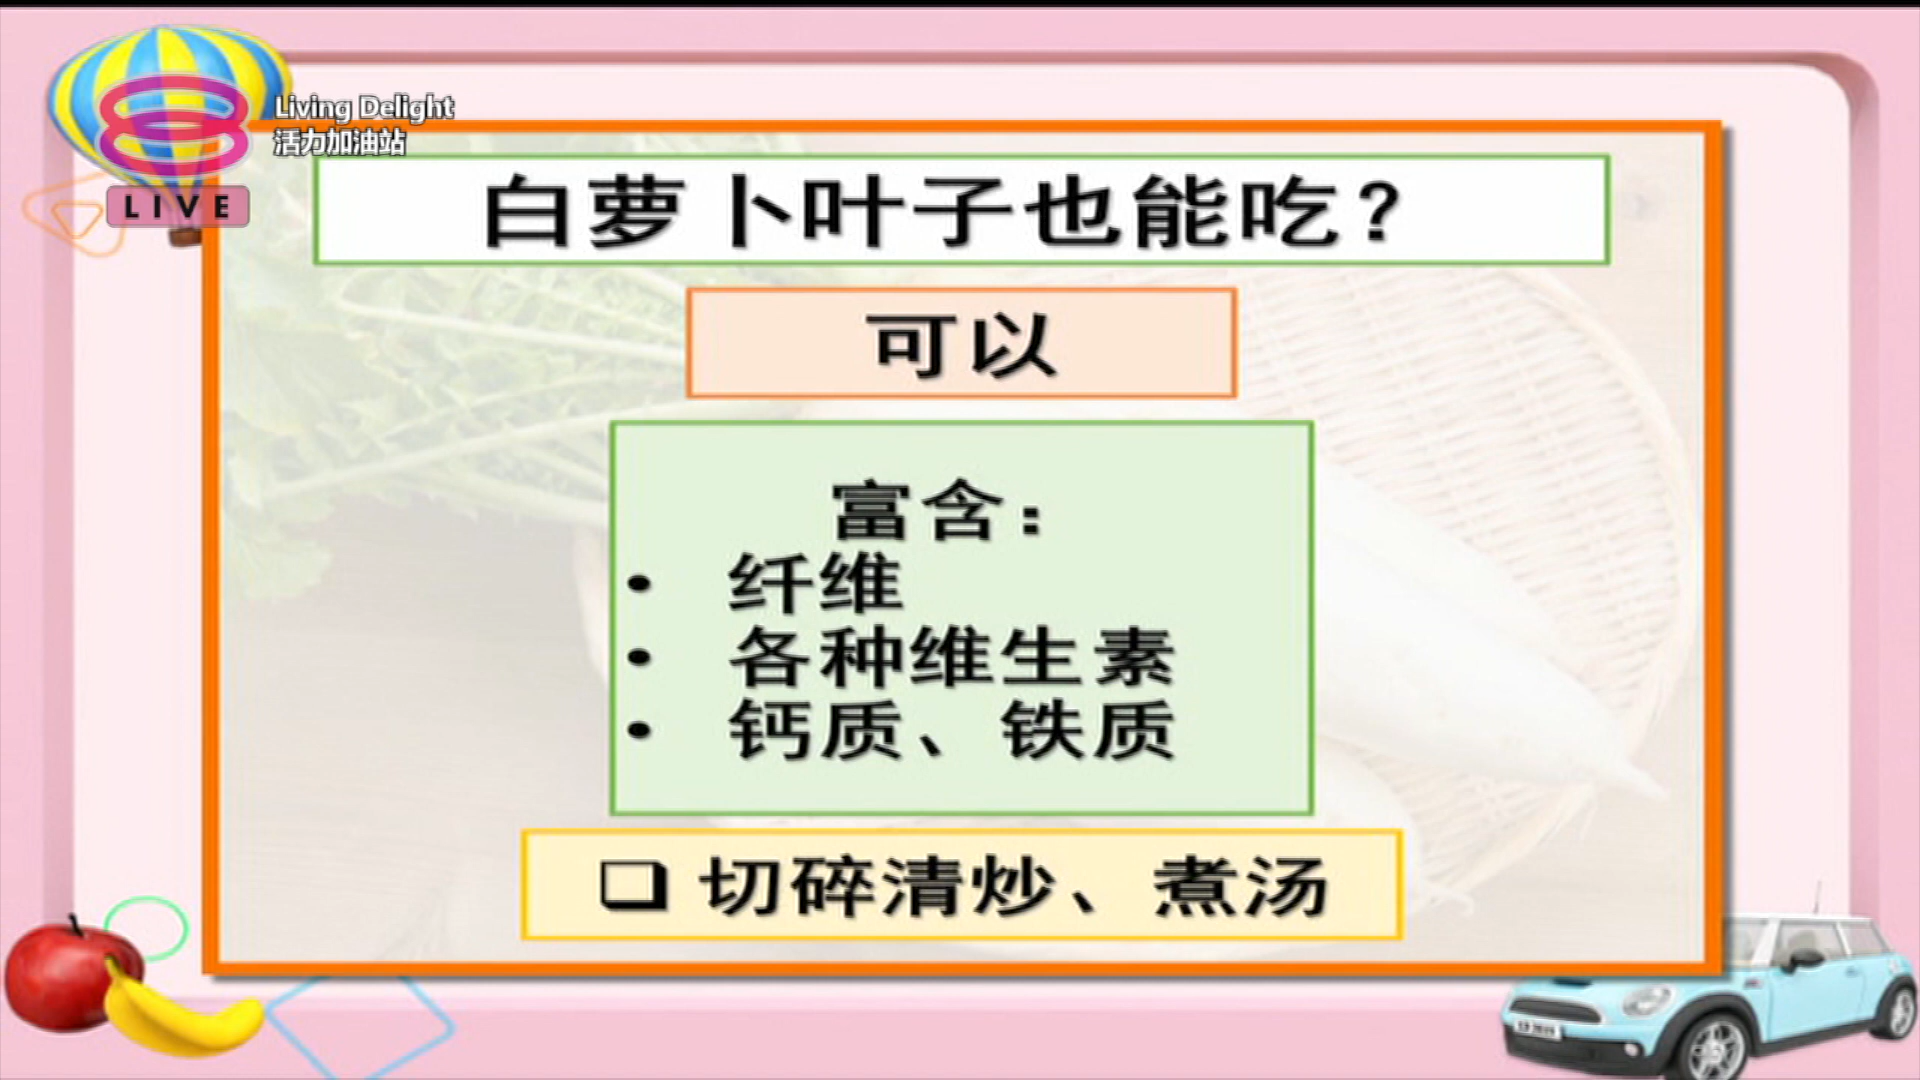 Living Delight
活力加油站
LIVE
白萝卜叶子也能吃？
可以
富含：
• 纤维
• 各种维生素
• 钙质、铁质
❑ 切碎清炒、煮汤